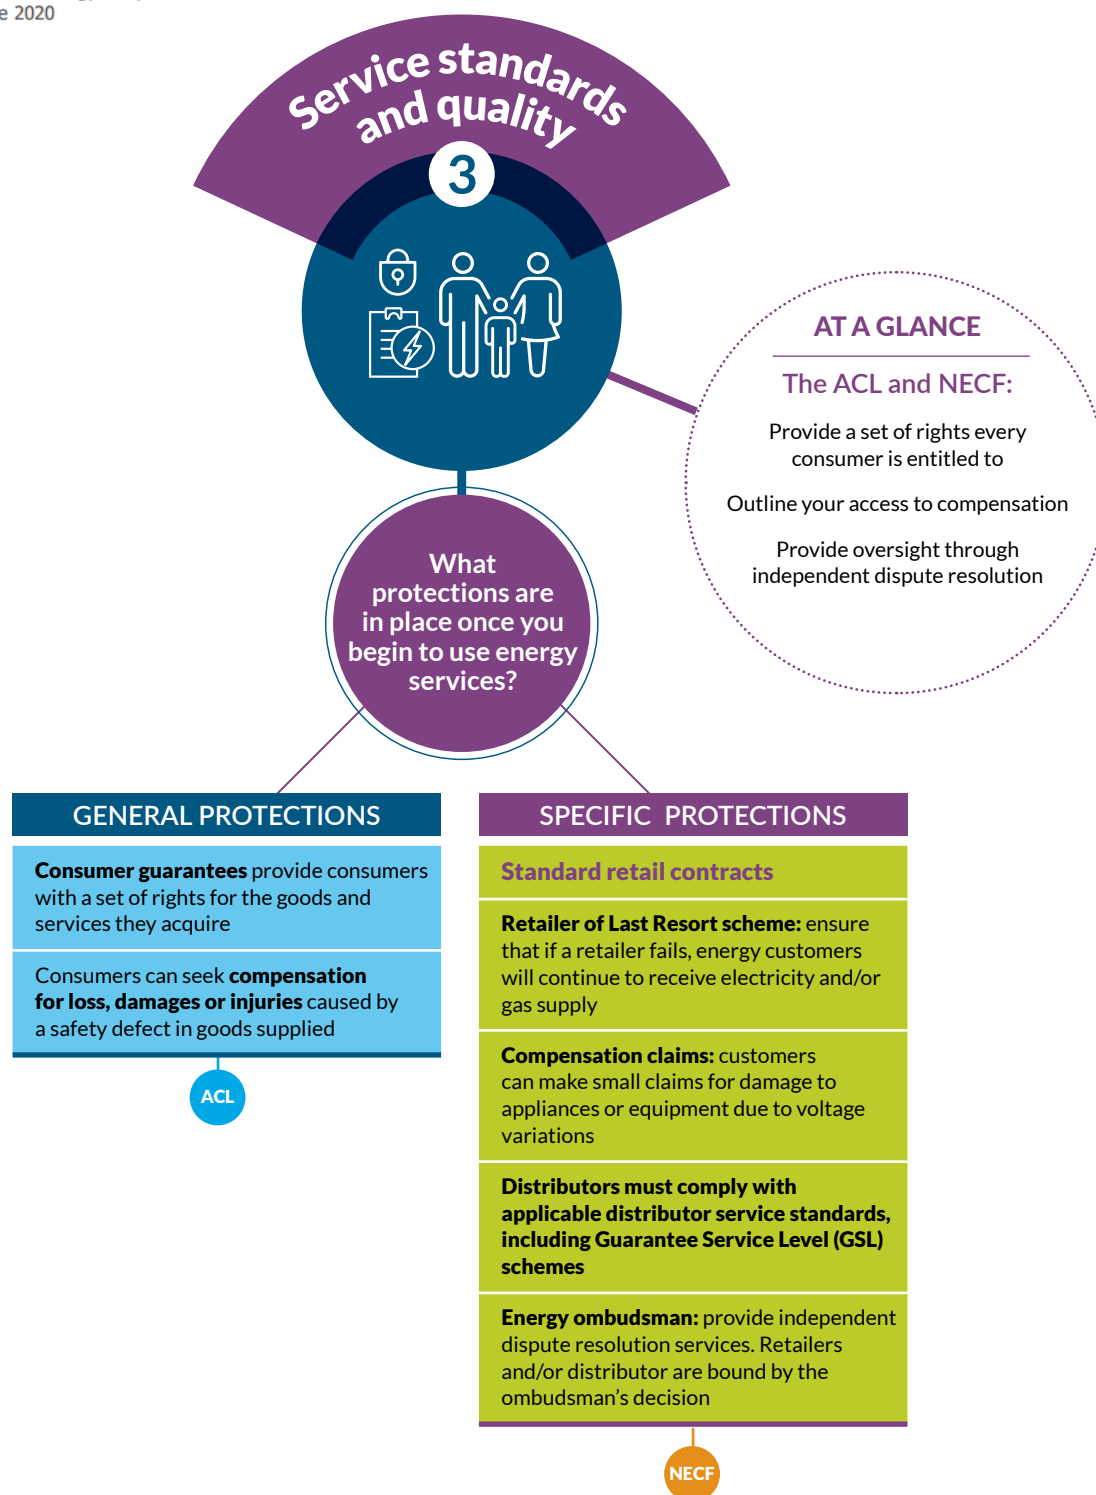 e 2020
Service standards
and quality
3
AT A GLANCE
The ACL and NECF:
Provide a set of rights every
consumer is entitled to
Outline your access to compensation
Provide oversight through
independent dispute resolution
What
protections are
in place once you
begin to use energy
services?
GENERAL PROTECTIONS
Consumer guarantees provide consumers
with a set of rights for the goods and
services they acquire
Consumers can seek compensation
for loss, damages or injuries caused by
a safety defect in goods supplied
ACL
SPECIFIC PROTECTIONS
Standard retail contracts
Retailer of Last Resort scheme: ensure
that if a retailer fails, energy customers
will continue to receive electricity and/or
gas supply
Compensation claims: customers
can make small claims for damage to
appliances or equipment due to voltage
variations
Distributors must comply with
applicable distributor service standards,
including Guarantee Service Level (GSL)
schemes
Energy ombudsman: provide independent
dispute resolution services. Retailers
and/or distributor are bound by the
ombudsman's decision
NECF